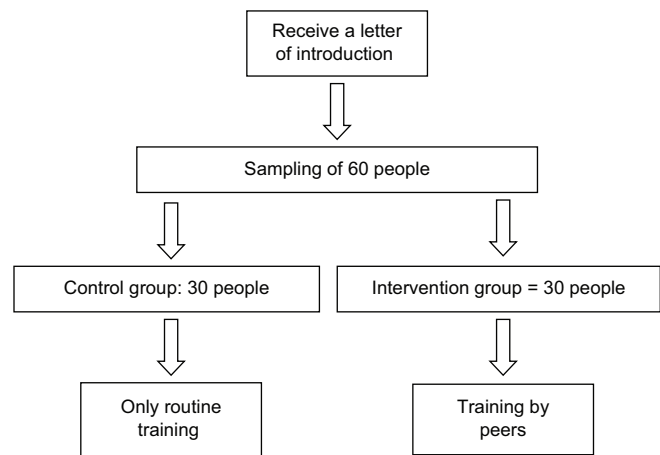 Receive a letter
of introduction
Sampling of 60 people
Control group: 30 people
Intervention group = 30 people
Only routine
training
Training by
peers